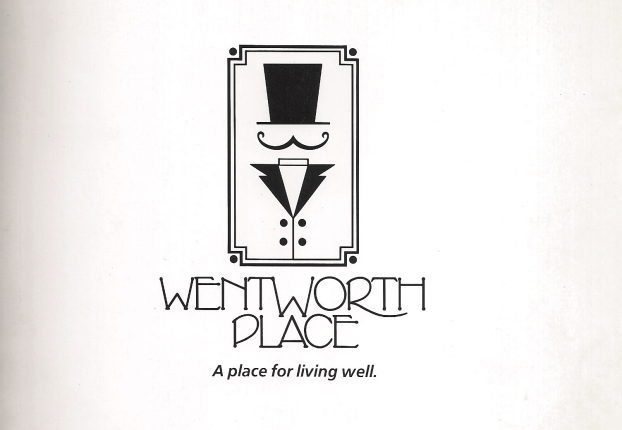 WENTWORTH
PLACE
A place for living well.